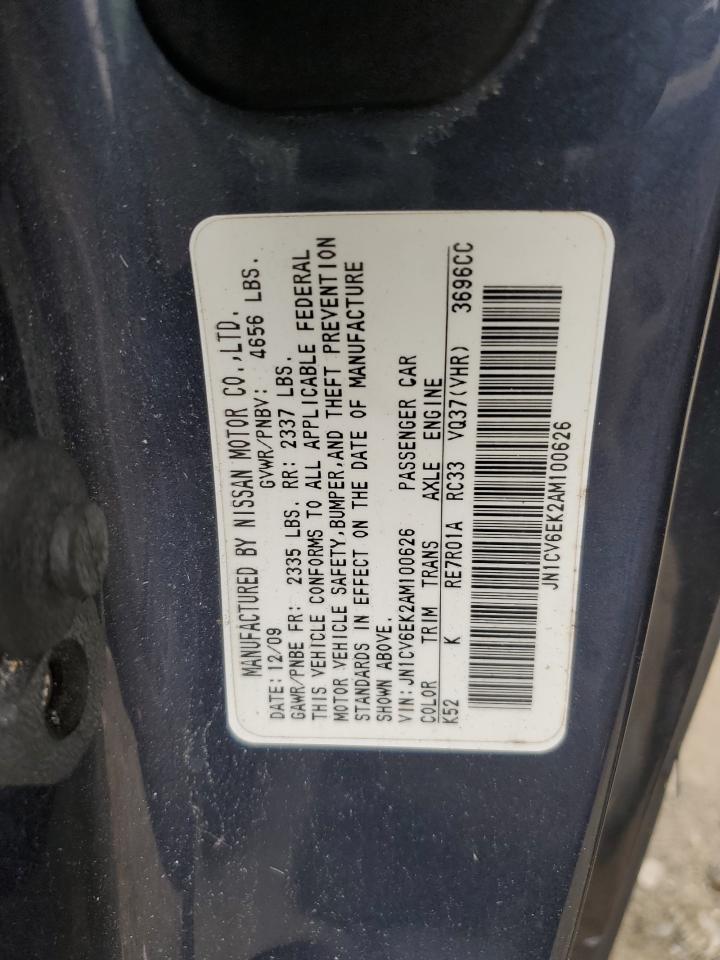 MANUFACTURED BY NISSAN MOTOR CO.,LTD.
DATE: 12/09 GVWR/PNBV: 4656 LBS.
GAWR/PNBE FR: 2335 LBS. RR: 2337 LBS.
THIS VEHICLE CONFORMS TO ALL APPLICABLE FEDERAL
MOTOR VEHICLE SAFETY,BUMPER,AND THEFT PREVENTION
STANDARDS IN EFFECT ON THE DATE OF MANUFACTURE
SHOWN ABOVE.
VIN:JN1CV6EK2AM100626 PASSENGER CAR
COLOR TRIM TRANS AXLE ENGINE
K52 K RE7R01A RC33 VQ37(VHR) 3696CC
JN1CV6EK2AM100626